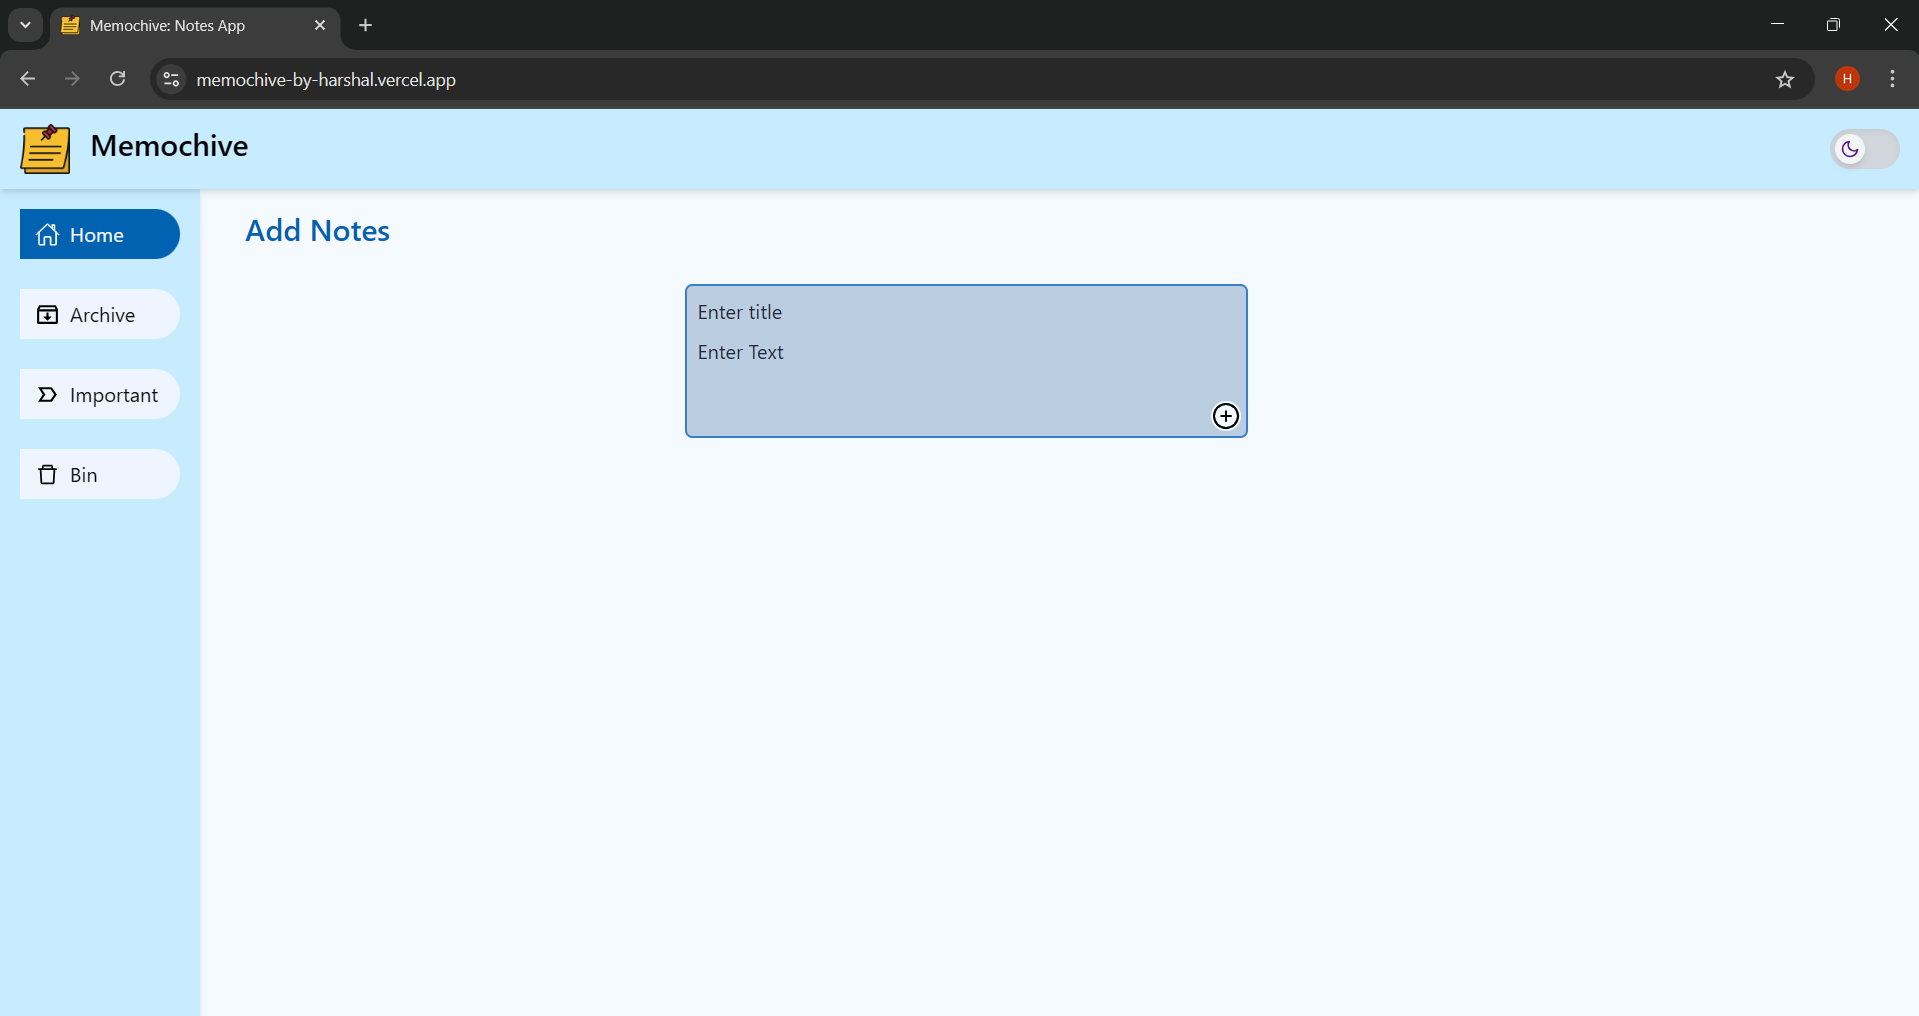 Memochive: Notes App
memochive-by-harshal.vercel.app
H
Memochive
Home
Archive
Important
Bin
Add Notes
Enter title
Enter Text